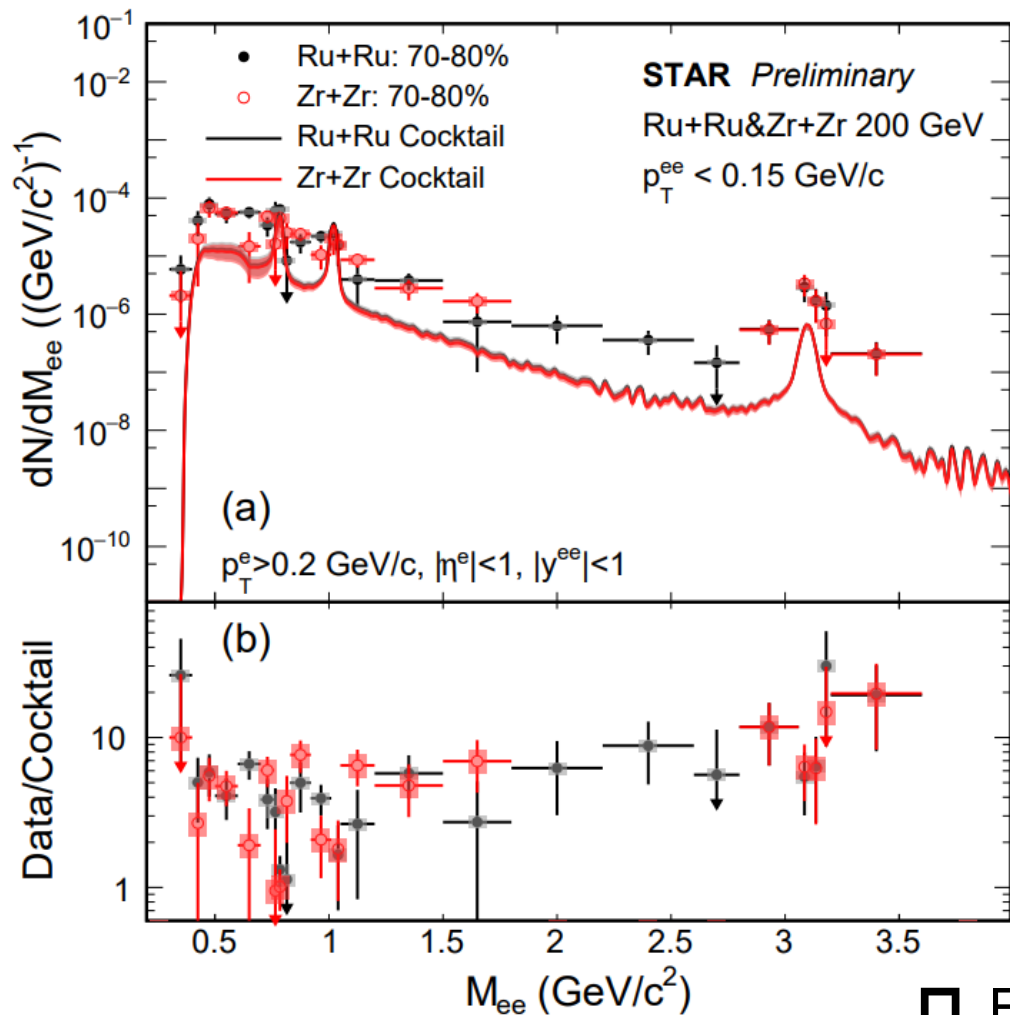 Ru+Ru: 70-80%
Zr+Zr: 70-80%
Ru+Ru Cocktail
Zr+Zr Cocktail
STAR Preliminary
Ru+Ru&Zr+Zr 200 GeV
p_T^ee < 0.15 GeV/c
10^-1
10^-2
10^-4
10^-6
10^-8
10^-10
dN/dM_ee ((GeV/c^2)^-1)
(a)
p_T^e>0.2 GeV/c, |η^e|<1, |y^ee|<1
(b)
10
1
Data/Cocktail
0.5 1 1.5 2 2.5 3 3.5
M_ee (GeV/c^2)